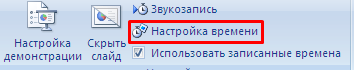 Настройка
демонстрации
Скрыть
слайд
Звукозапись
Настройка времени
Использовать записанные времена